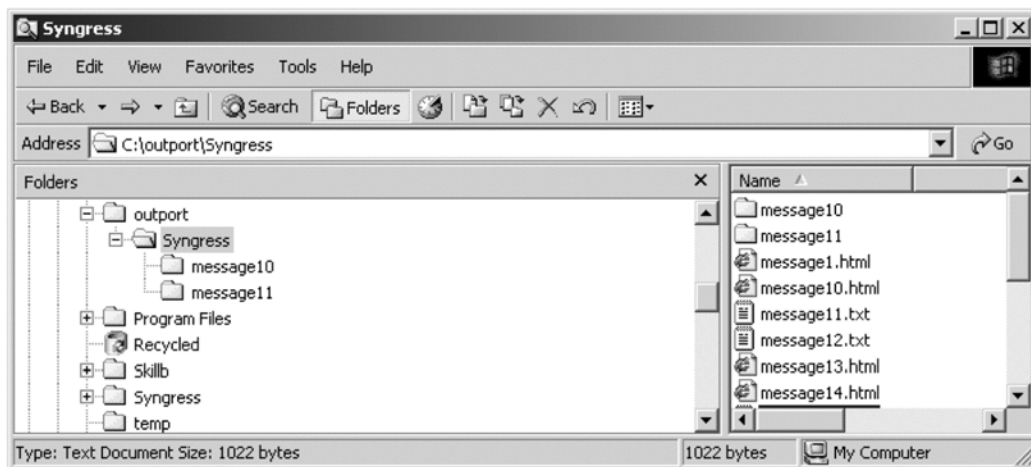 Syngress
File Edit View Favorites Tools Help
Back Search Folders
Address C:\outport\Syngress Go
Folders
outport
Syngress
message10
message11
Program Files
Recycled
Skillb
Syngress
temp
Name
message10
message11
message1.html
message10.html
message11.txt
message12.txt
message13.html
message14.html
Type: Text Document Size: 1022 bytes 1022 bytes My Computer